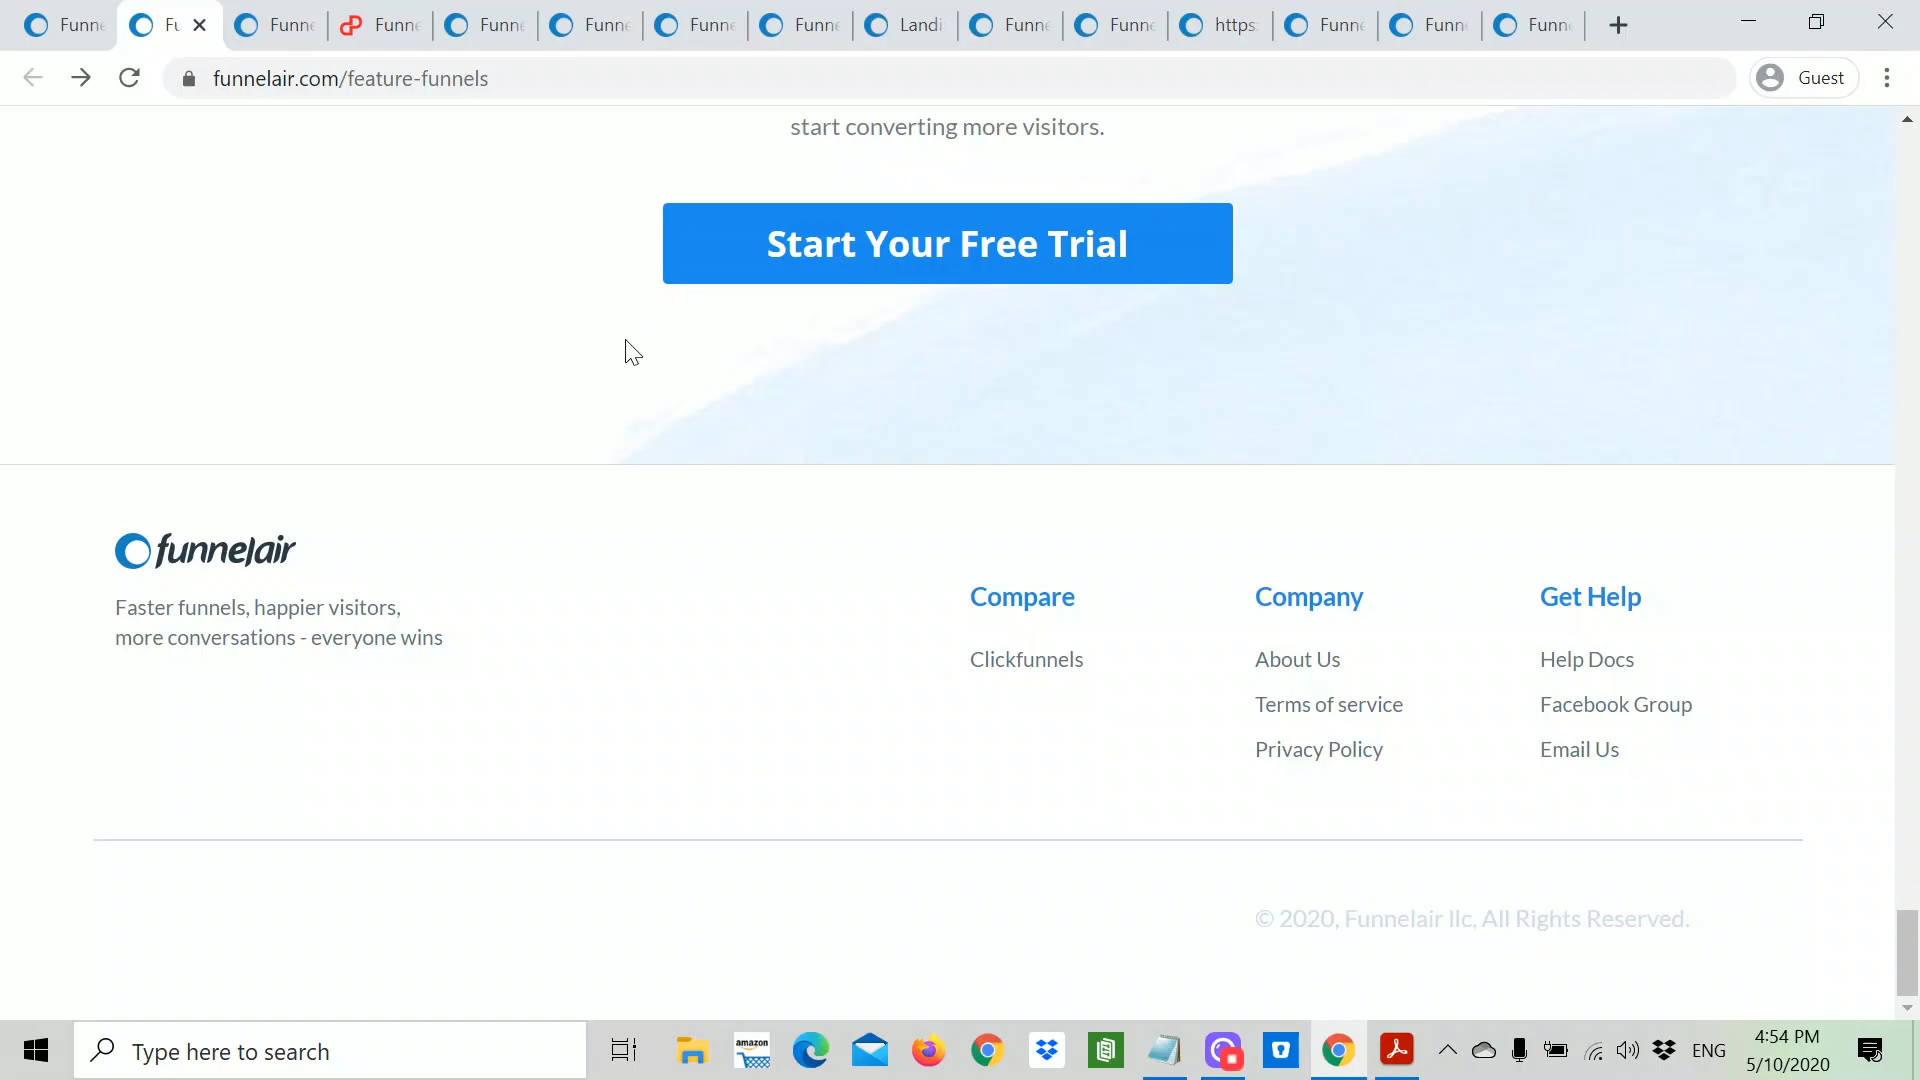 Funne
Fu
Funne
Funne
Funne
Funne
Funne
Funne
Landi
Funne
Funne
https:
Funne
Funne
Funne
funnelair.com/feature-funnels
Guest
start converting more visitors.
Start Your Free Trial
funnelair
Faster funnels, happier visitors,
more conversations - everyone wins
Compare
Clickfunnels
Company
About Us
Terms of service
Privacy Policy
Get Help
Help Docs
Facebook Group
Email Us
© 2020, Funnelair llc, All Rights Reserved.
Type here to search
amazon
ENG
4:54 PM
5/10/2020